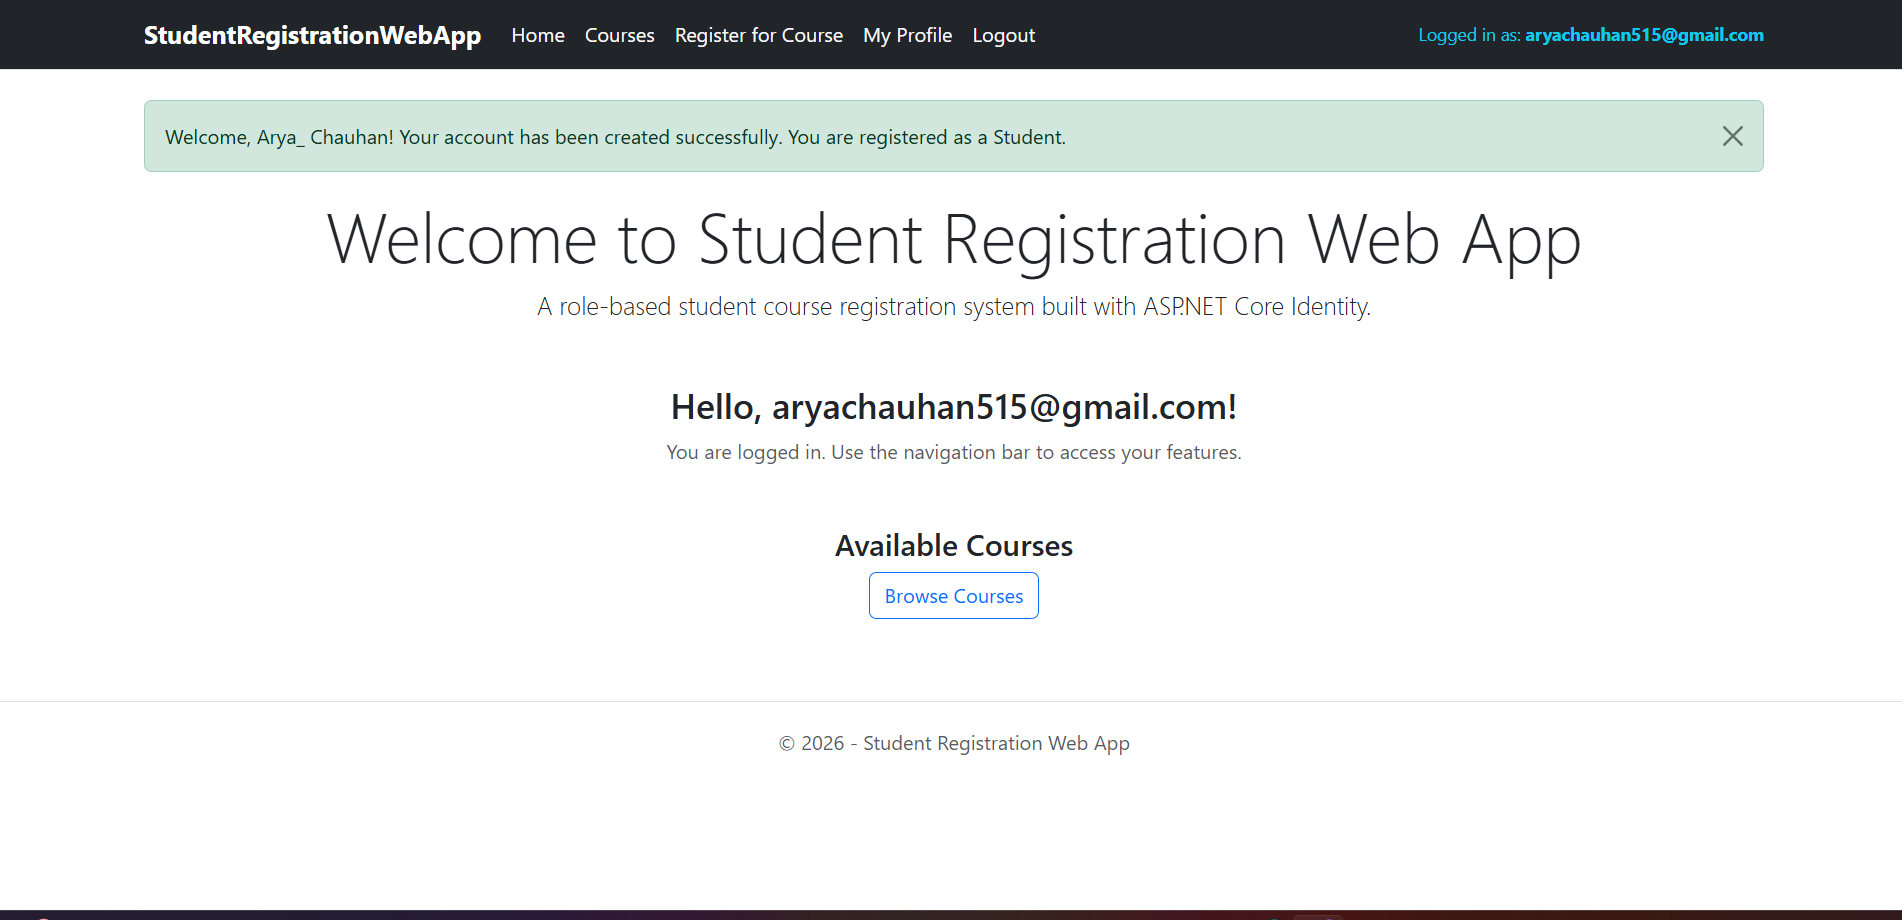 StudentRegistrationWebApp Home Courses Register for Course My Profile Logout Logged in as: aryachauhan515@gmail.com
Welcome, Arya_ Chauhan! Your account has been created successfully. You are registered as a Student.
Welcome to Student Registration Web App
A role-based student course registration system built with ASP.NET Core Identity.
Hello, aryachauhan515@gmail.com!
You are logged in. Use the navigation bar to access your features.
Available Courses
Browse Courses
© 2026 - Student Registration Web App